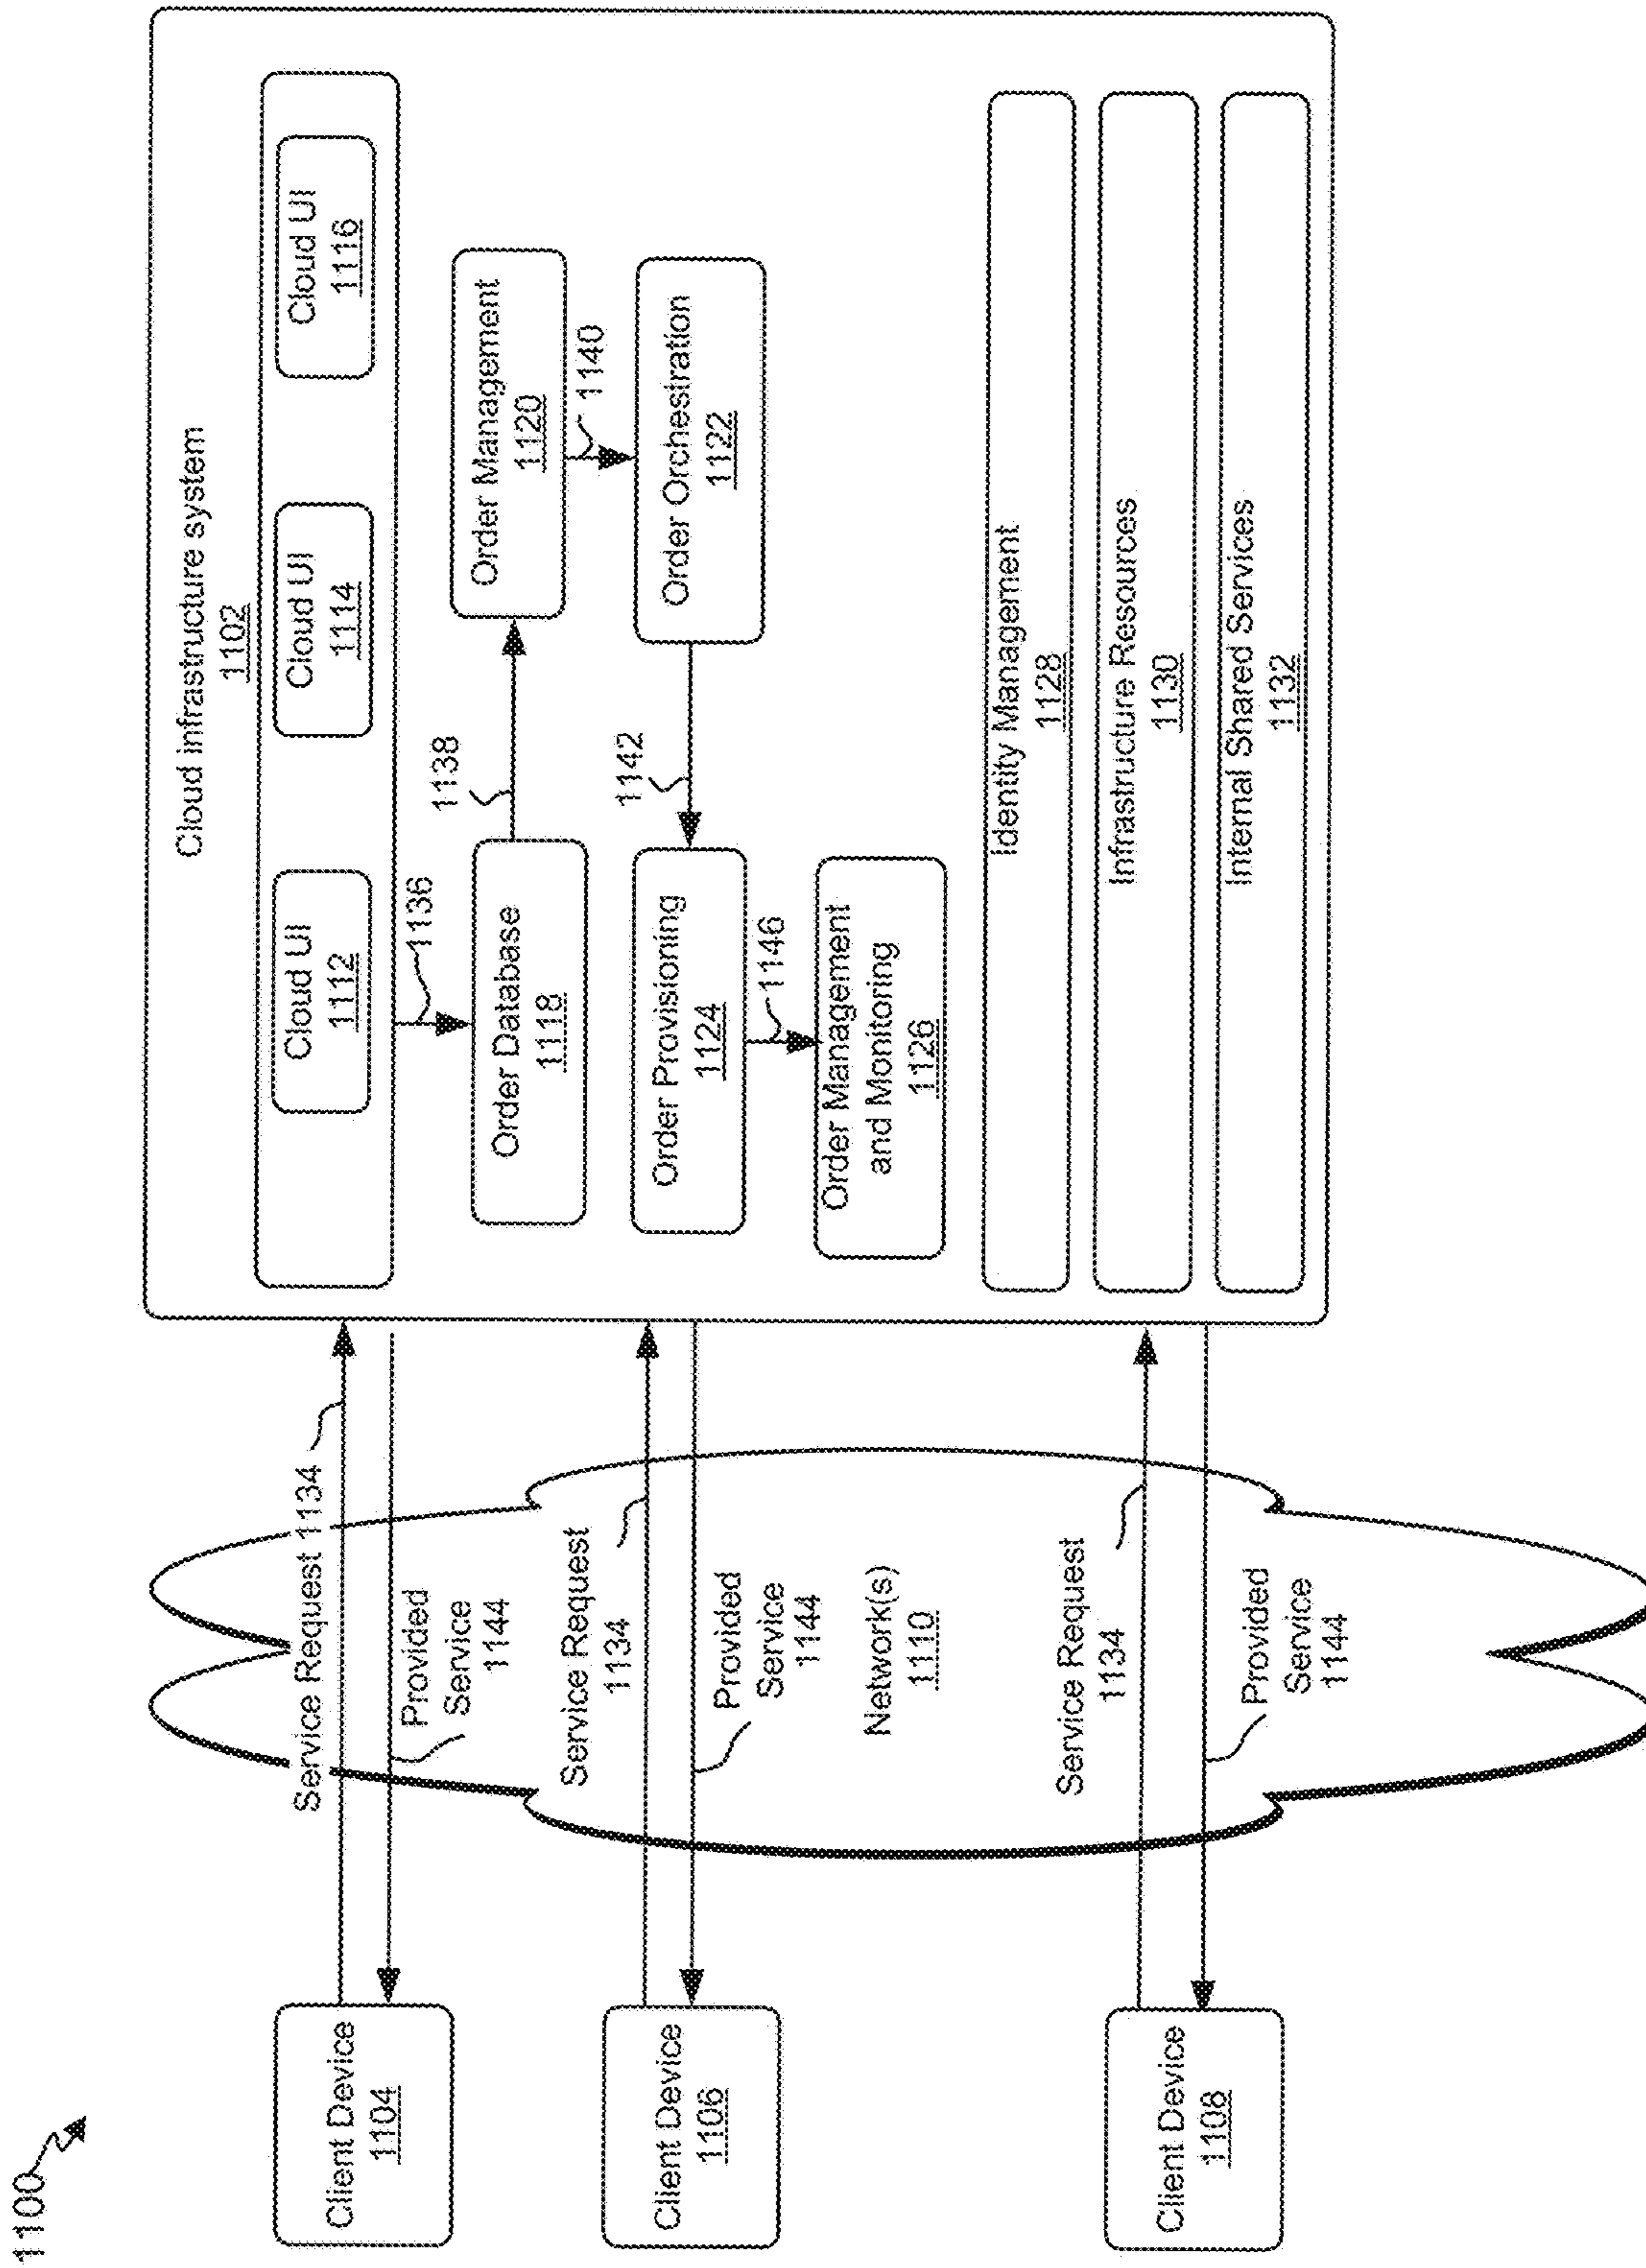 1100
Cloud infrastructure system
1102
Cloud UI
1112
Cloud UI
1114
Cloud UI
1116
1136
Order Database
1118
1138
Order Management
1120
1140
Order Orchestration
1122
1142
Order Provisioning
1124
1146
Order Management
and Monitoring
1126
Identity Management
1128
Infrastructure Resources
1130
Internal Shared Services
1132
Service Request 1134
Provided
Service
1144
Service Request
1134
Provided
Service
1144
Network(s)
1110
Service Request
1134
Provided
Service
1144
Client Device
1104
Client Device
1106
Client Device
1108